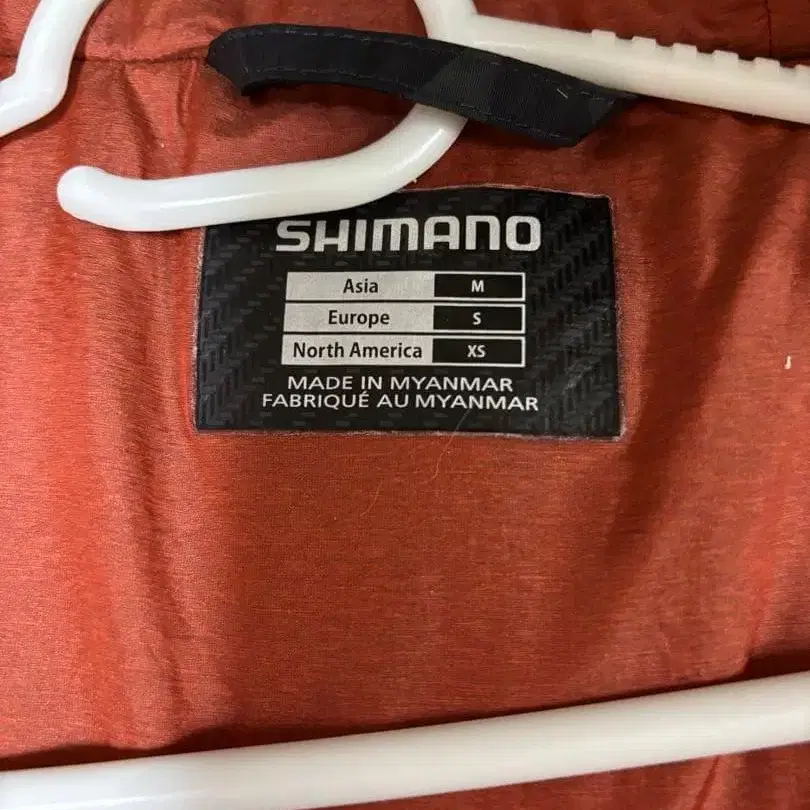 SHIMANO
Asia M
Europe S
North America XS
MADE IN MYANMAR
FABRIQUÉ AU MYANMAR